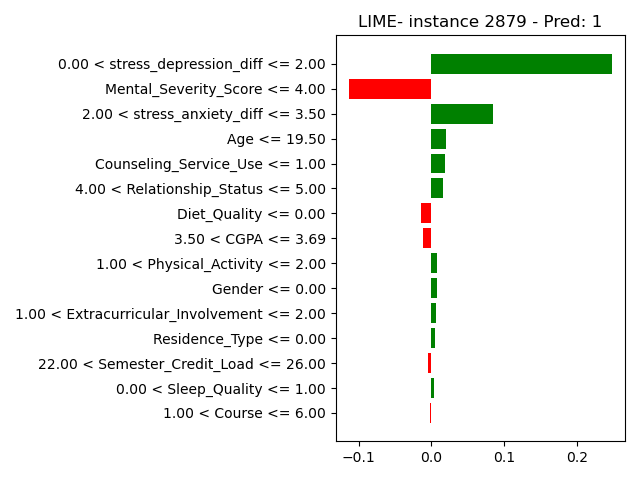 LIME- instance 2879 - Pred: 1
0.00 < stress_depression_diff <= 2.00
Mental_Severity_Score <= 4.00
2.00 < stress_anxiety_diff <= 3.50
Age <= 19.50
Counseling_Service_Use <= 1.00
4.00 < Relationship_Status <= 5.00
Diet_Quality <= 0.00
3.50 < CGPA <= 3.69
1.00 < Physical_Activity <= 2.00
Gender <= 0.00
1.00 < Extracurricular_Involvement <= 2.00
Residence_Type <= 0.00
22.00 < Semester_Credit_Load <= 26.00
0.00 < Sleep_Quality <= 1.00
1.00 < Course <= 6.00
−0.1 0.0 0.1 0.2